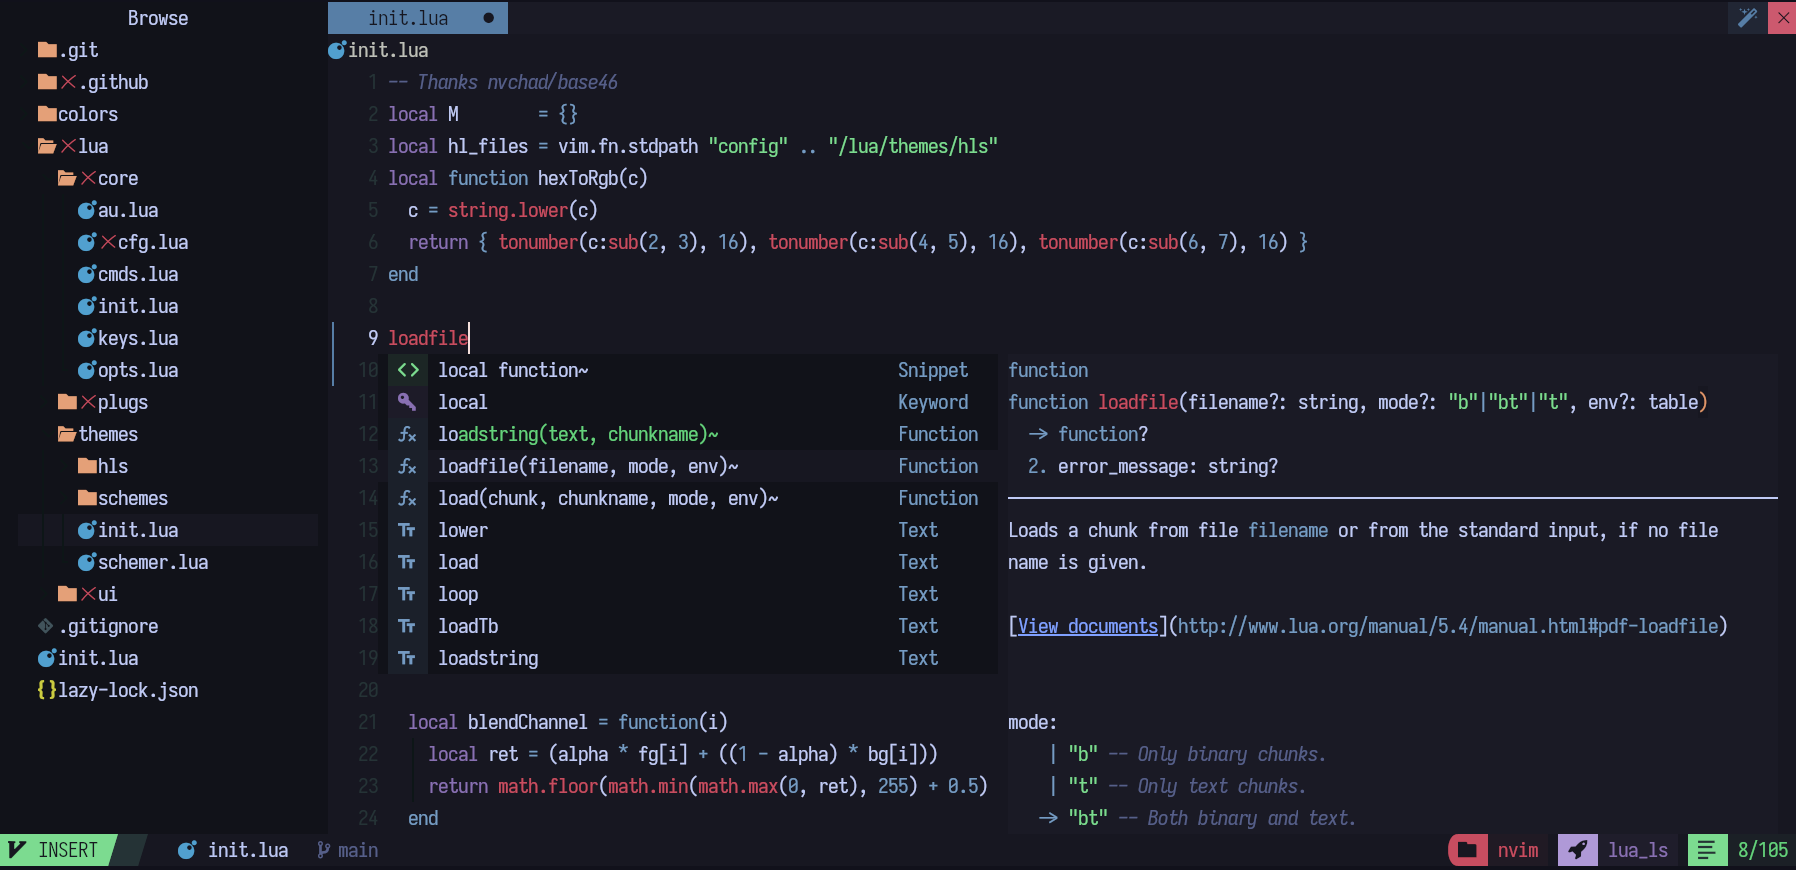 Browse
.git
.github
colors
lua
core
au.lua
cfg.lua
cmds.lua
init.lua
keys.lua
opts.lua
plugs
themes
hls
schemes
init.lua
schemer.lua
ui
.gitignore
init.lua
{}lazy-lock.json
init.lua ●
init.lua
1 -- Thanks nvchad/base46
2 local M        = {}
3 local hl_files = vim.fn.stdpath "config" .. "/lua/themes/hls"
4 local function hexToRgb(c)
5   c = string.lower(c)
6   return { tonumber(c:sub(2, 3), 16), tonumber(c:sub(4, 5), 16), tonumber(c:sub(6, 7), 16) }
7 end
8
9 loadfile
10 <> local function~ Snippet
11 local Keyword
12 loadstring(text, chunkname)~ Function
13 loadfile(filename, mode, env)~ Function
14 load(chunk, chunkname, mode, env)~ Function
15 lower Text
16 load Text
17 loop Text
18 loadTb Text
19 loadstring Text
20
21   local blendChannel = function(i)
22     local ret = (alpha * fg[i] + ((1 - alpha) * bg[i]))
23     return math.floor(math.min(math.max(0, ret), 255) + 0.5)
24   end
function
function loadfile(filename?: string, mode?: "b"|"bt"|"t", env?: table)
  -> function?
  2. error_message: string?
Loads a chunk from file filename or from the standard input, if no file
name is given.
[View documents](http://www.lua.org/manual/5.4/manual.html#pdf-loadfile)
mode:
    | "b" -- Only binary chunks.
    | "t" -- Only text chunks.
   -> "bt" -- Both binary and text.
INSERT init.lua main nvim lua_ls 8/105